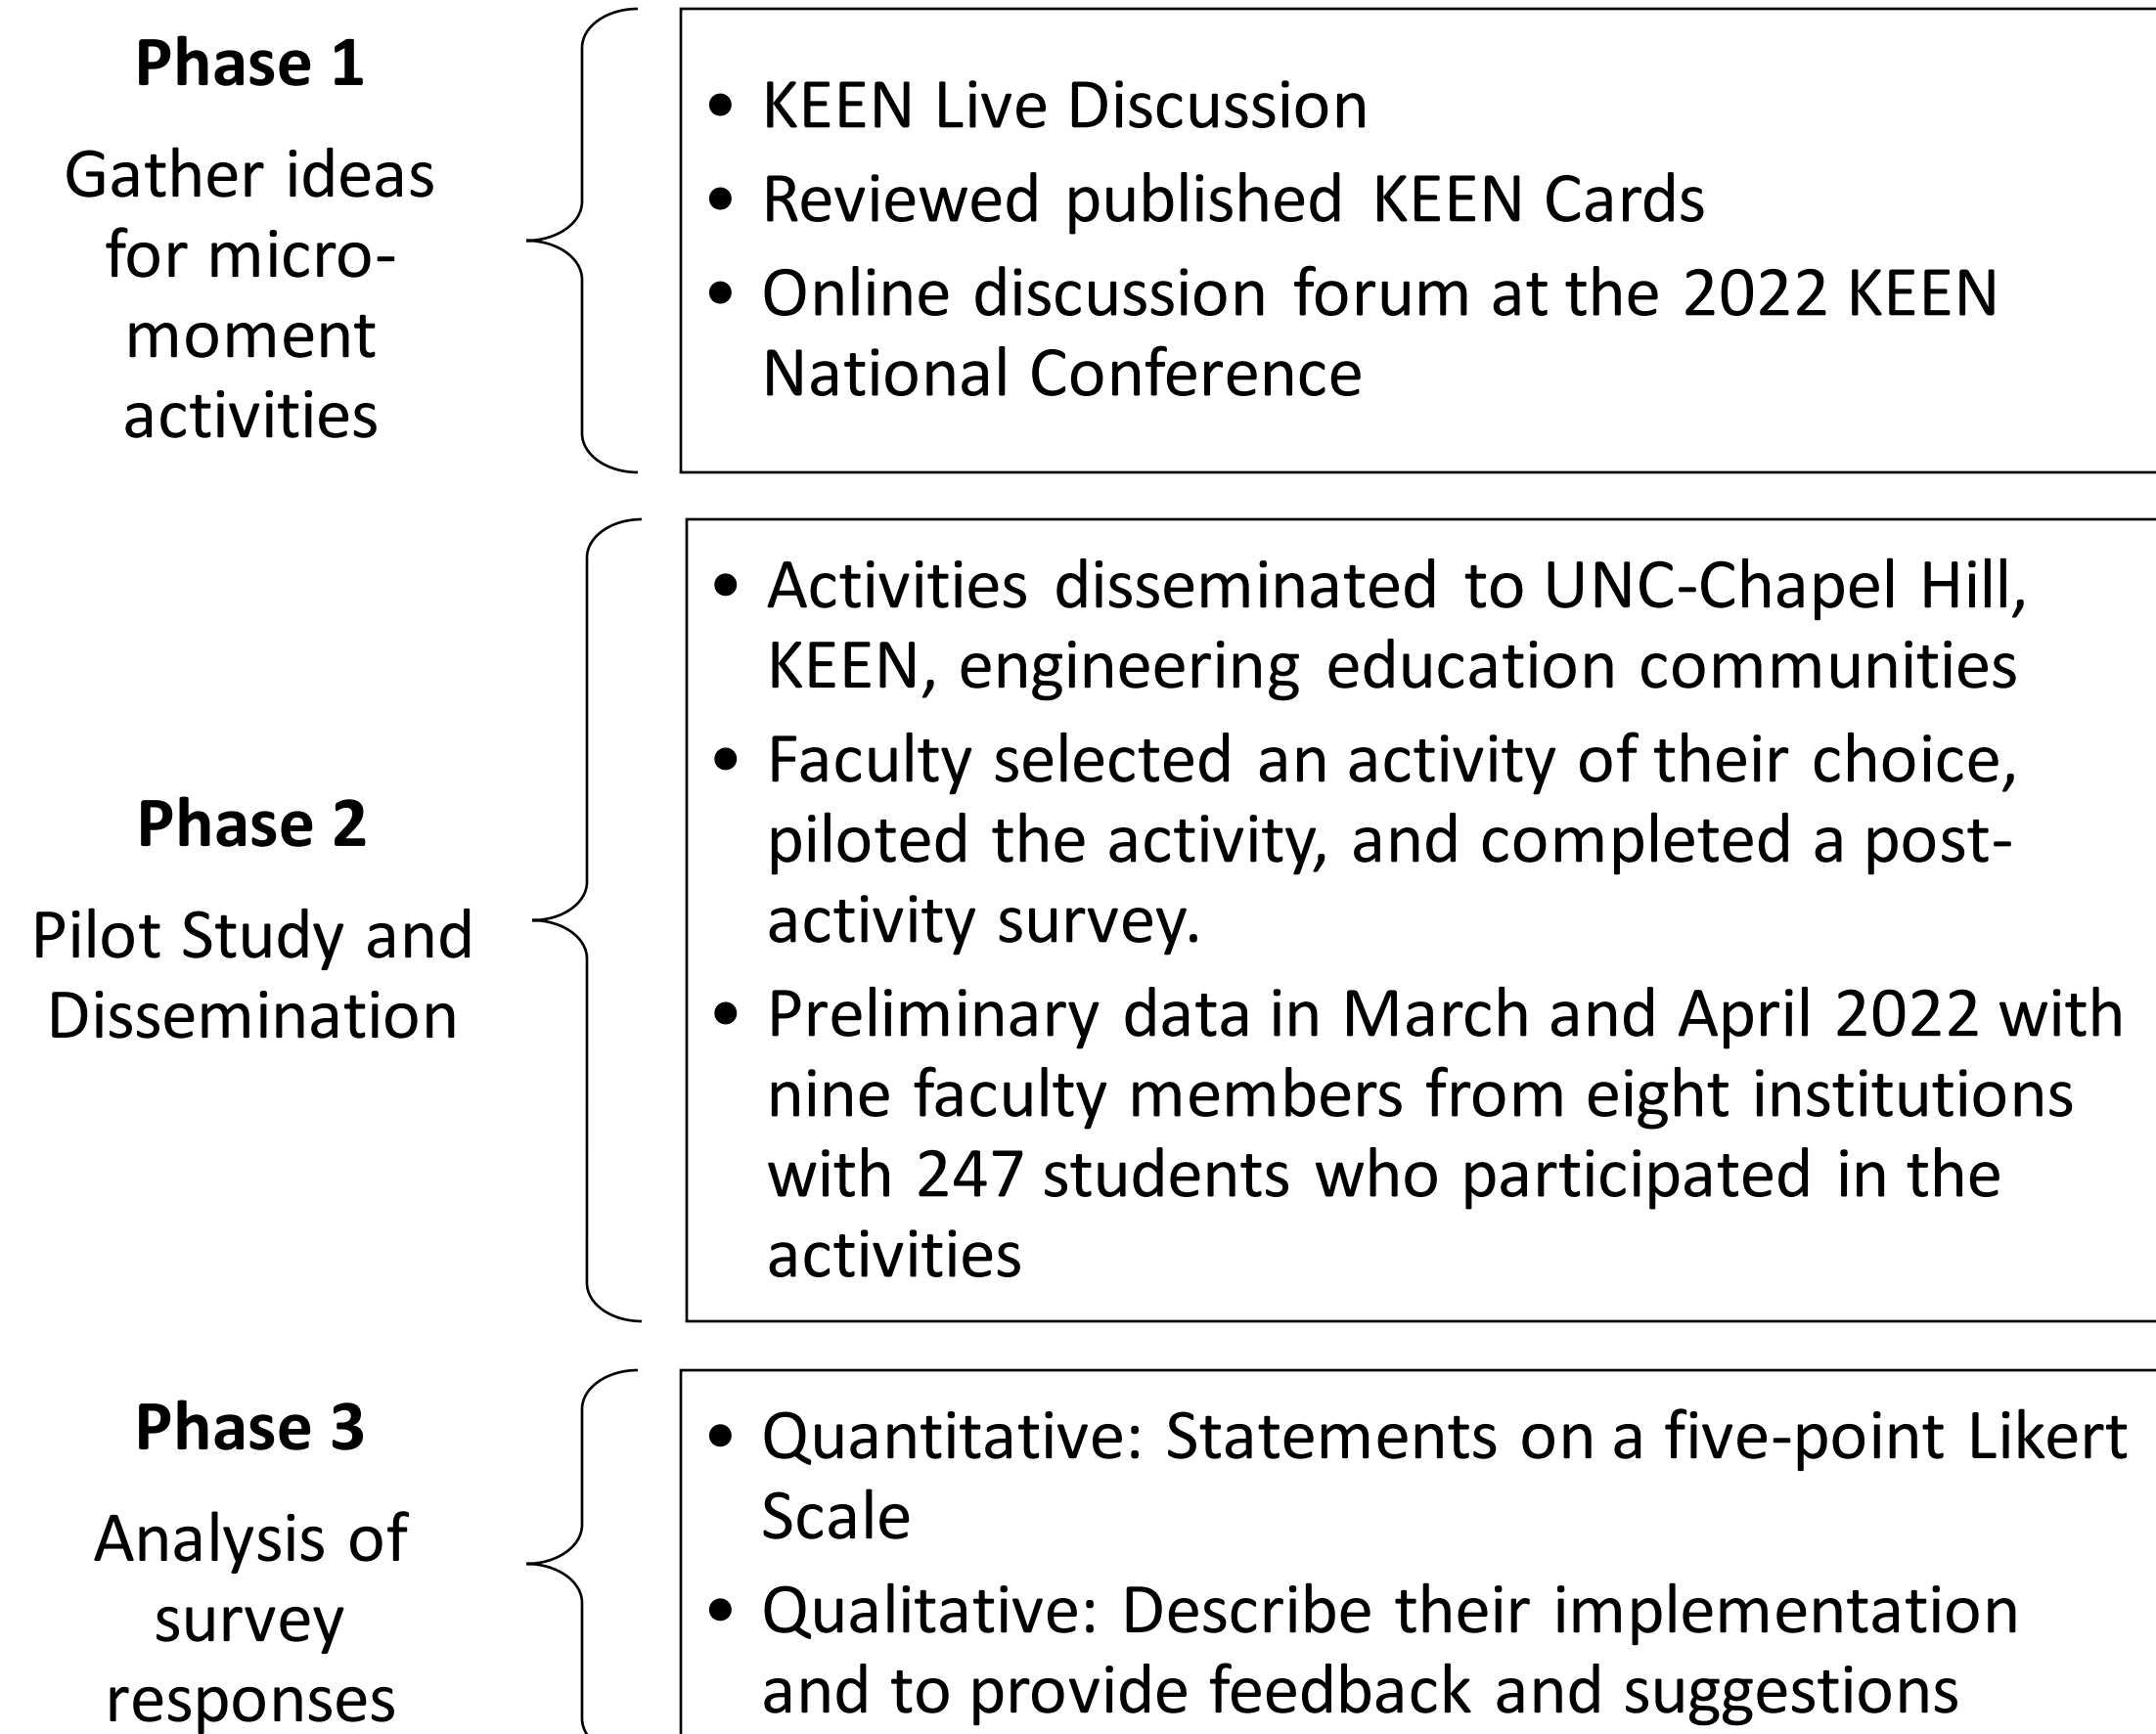 Phase 1
Gather ideas
for micro-
moment
activities
• KEEN Live Discussion
• Reviewed published KEEN Cards
• Online discussion forum at the 2022 KEEN
National Conference
Phase 2
Pilot Study and
Dissemination
• Activities disseminated to UNC-Chapel Hill,
KEEN, engineering education communities
• Faculty selected an activity of their choice,
piloted the activity, and completed a post-
activity survey.
• Preliminary data in March and April 2022 with
nine faculty members from eight institutions
with 247 students who participated in the
activities
Phase 3
Analysis of
survey
responses
• Quantitative: Statements on a five-point Likert
Scale
• Qualitative: Describe their implementation
and to provide feedback and suggestions